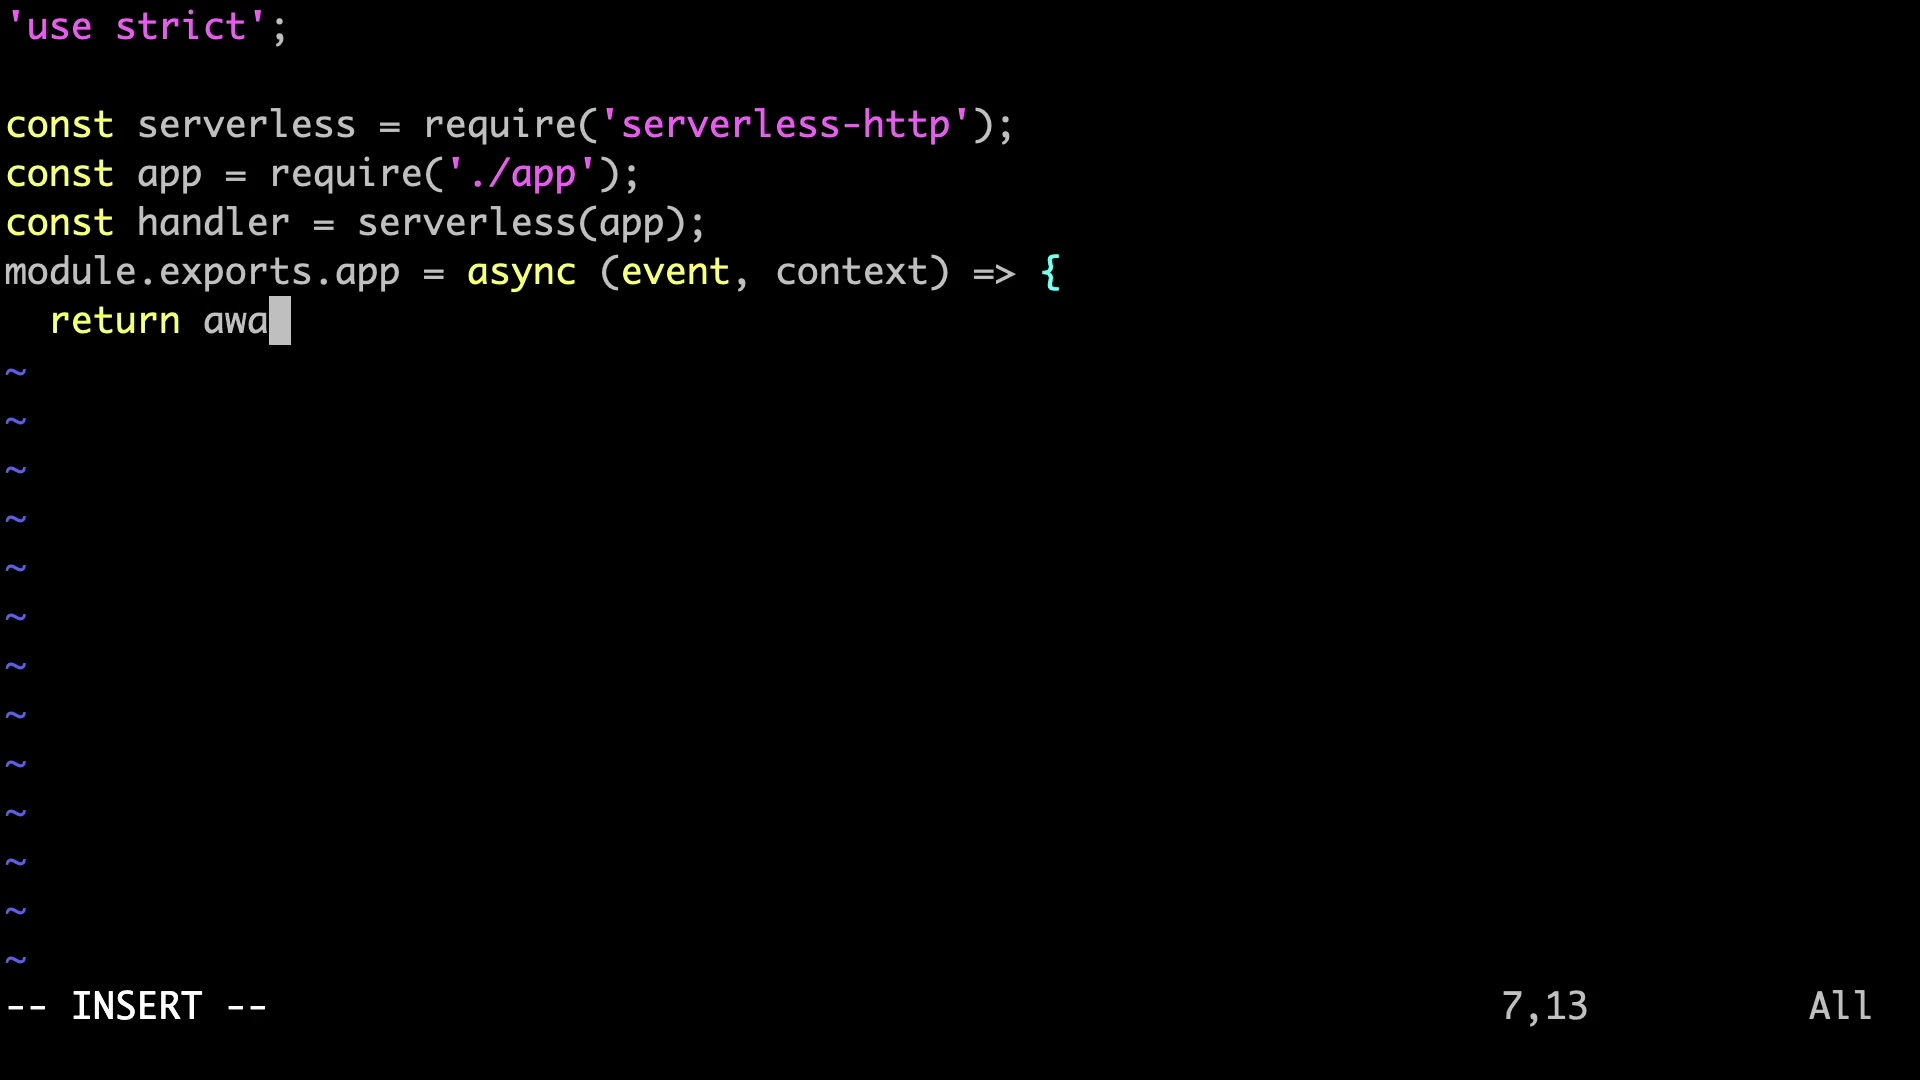 'use strict';
const serverless = require('serverless-http');
const app = require('./app');
const handler = serverless(app);
module.exports.app = async (event, context) => {
  return awa
~
~
~
~
~
~
~
~
~
~
~
~
~
-- INSERT -- 7,13 All